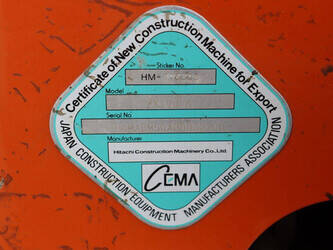 Certificate of New Construction Machine for Export
Sticker No.
HM-
Model
Serial No
Manufacturer
Hitachi Construction Machinery Co., Ltd.
CEMA
JAPAN CONSTRUCTION EQUIPMENT MANUFACTURERS ASSOCIATION